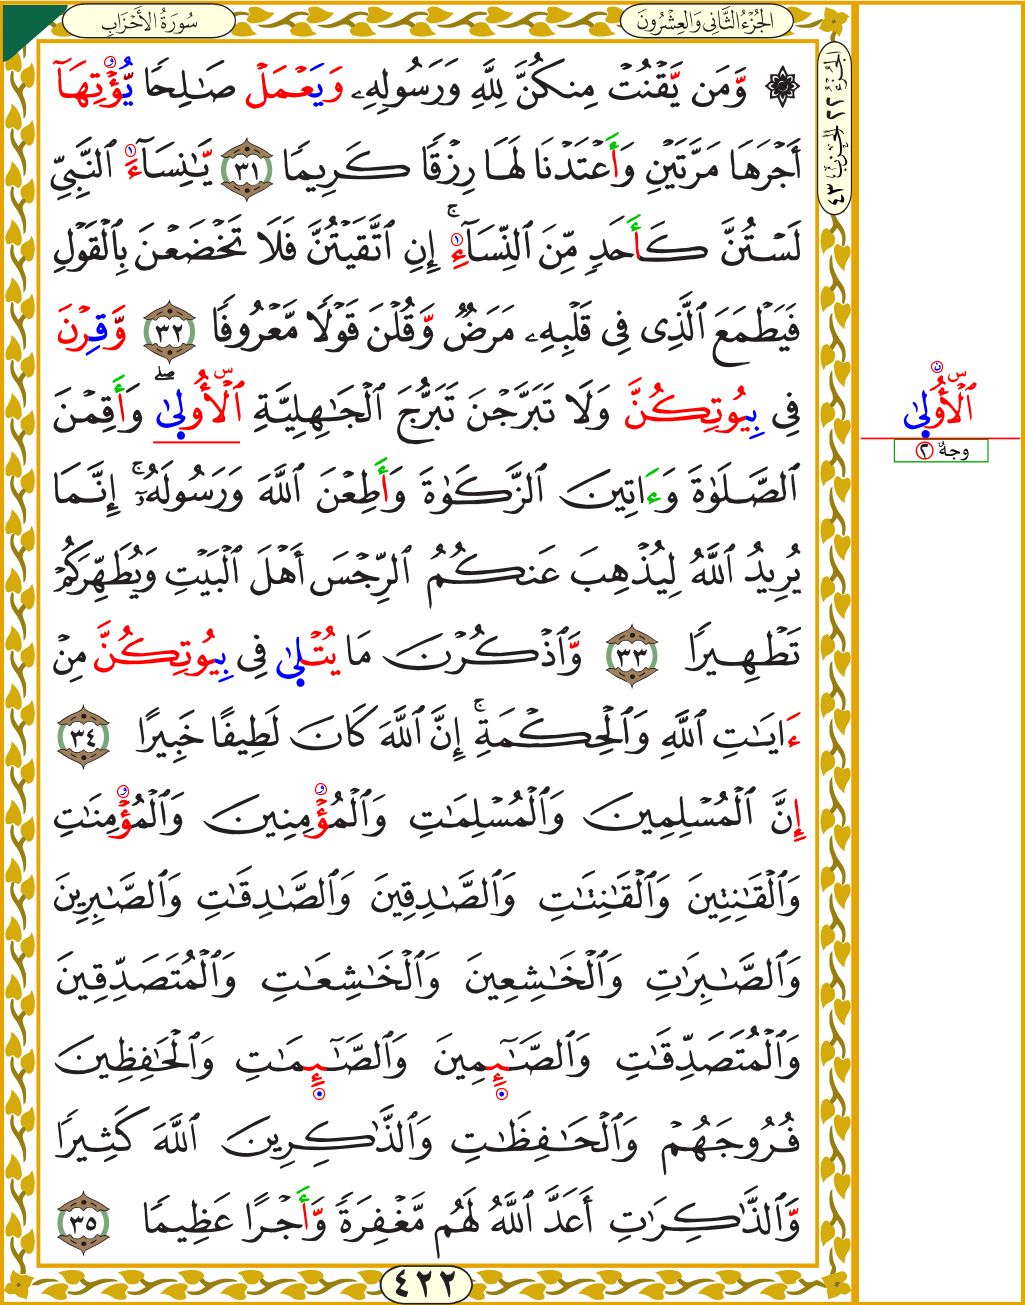 سُورَةُ الأَحْزَابِ
الجُزْءُ الثَّانِي وَالعِشْرُونَ
الجزء ٢٢ الحزب ٤٣
۞ وَّمَن يَّقۡنُتۡ مِنكُنَّ لِلَّهِ وَرَسُولِهِۦ وَيَعۡمَلۡ صَٰلِحٗا يُّؤۡتِهَآ
أَجۡرَهَا مَرَّتَيۡنِ وَأَعۡتَدۡنَا لَهَا رِزۡقٗا كَرِيمٗا ٣١ يَّٰنِسَآءَ ٱلنَّبِيِّ
لَسۡتُنَّ كَأَحَدٖ مِّنَ ٱلنِّسَآءِۚ إِنِ ٱتَّقَيۡتُنَّ فَلَا تَخۡضَعۡنَ بِٱلۡقَوۡلِ
فَيَطۡمَعَ ٱلَّذِي فِي قَلۡبِهِۦ مَرَضٞ وَّقُلۡنَ قَوۡلٗا مَّعۡرُوفٗا ٣٢ وَّقِرۡنَ
فِي بِيُوتِكُنَّ وَلَا تَبَرَّجۡنَ تَبَرُّجَ ٱلۡجَٰهِلِيَّةِ ٱلۡأُولَىٰۖ وَأَقِمۡنَ
ٱلصَّلَوٰةَ وَءَاتِينَ ٱلزَّكَوٰةَ وَأَطِعۡنَ ٱللَّهَ وَرَسُولَهُۥٓۚ إِنَّمَا
يُرِيدُ ٱللَّهُ لِيُذۡهِبَ عَنكُمُ ٱلرِّجۡسَ أَهۡلَ ٱلۡبَيۡتِ وَيُطَهِّرَكُمۡ
تَطۡهِيرٗا ٣٣ وَّٱذۡكُرۡنَ مَا يُتۡلَىٰ فِي بِيُوتِكُنَّ مِنۡ
ءَايَٰتِ ٱللَّهِ وَٱلۡحِكۡمَةِۚ إِنَّ ٱللَّهَ كَانَ لَطِيفًا خَبِيرًا ٣٤
إِنَّ ٱلۡمُسۡلِمِينَ وَٱلۡمُسۡلِمَٰتِ وَٱلۡمُؤۡمِنِينَ وَٱلۡمُؤۡمِنَٰتِ
وَٱلۡقَٰنِتِينَ وَٱلۡقَٰنِتَٰتِ وَٱلصَّٰدِقِينَ وَٱلصَّٰدِقَٰتِ وَٱلصَّٰبِرِينَ
وَٱلصَّٰبِرَٰتِ وَٱلۡخَٰشِعِينَ وَٱلۡخَٰشِعَٰتِ وَٱلۡمُتَصَدِّقِينَ
وَٱلۡمُتَصَدِّقَٰتِ وَٱلصَّٰٓئِمِينَ وَٱلصَّٰٓئِمَٰتِ وَٱلۡحَٰفِظِينَ
فُرُوجَهُمۡ وَٱلۡحَٰفِظَٰتِ وَٱلذَّٰكِرِينَ ٱللَّهَ كَثِيرٗا
وَّٱلذَّٰكِرَٰتِ أَعَدَّ ٱللَّهُ لَهُم مَّغۡفِرَةٗ وَّأَجۡرًا عَظِيمٗا ٣٥
٤٢٢
ٱلۡأُولَىٰ
وجهٌ ٢